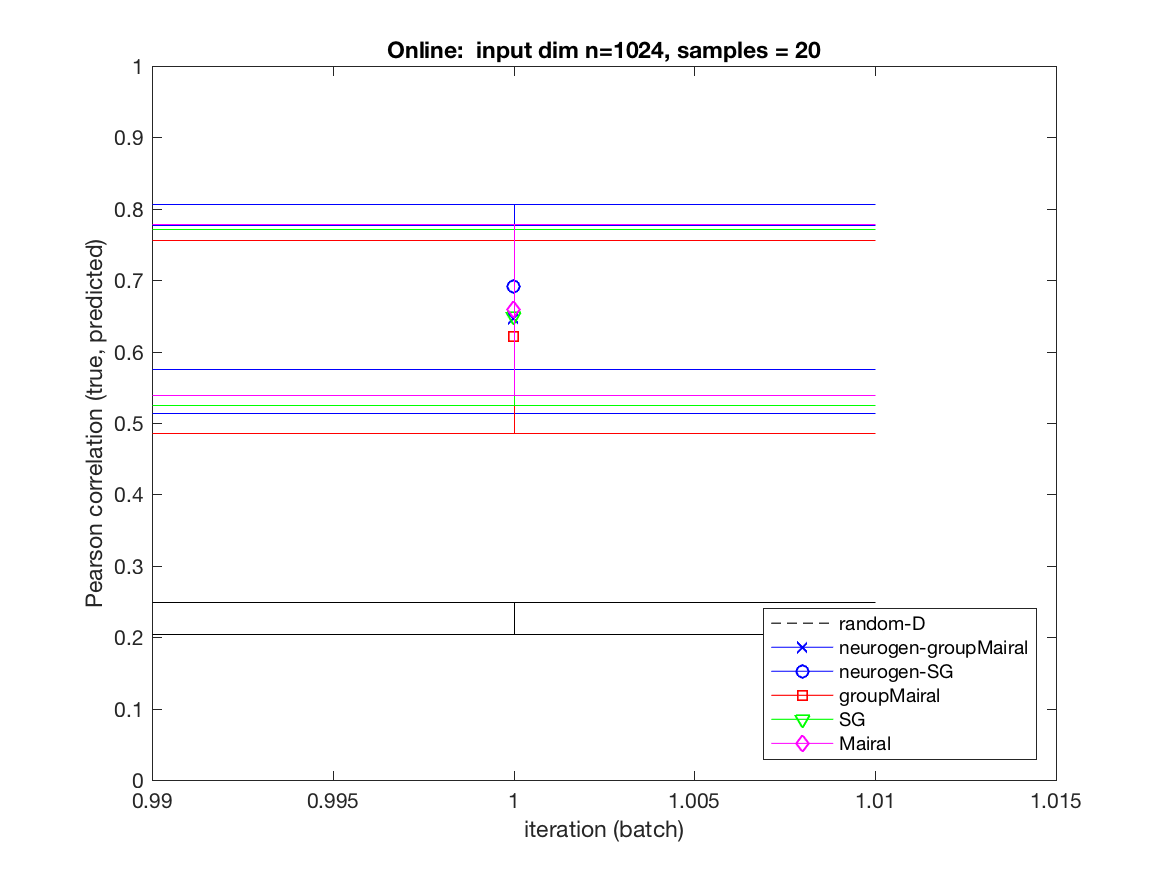 Online:  input dim n=1024, samples = 20
Pearson correlation (true, predicted)
1
0.9
0.8
0.7
0.6
0.5
0.4
0.3
0.2
0.1
0
0.99
0.995
1
1.005
1.01
1.015
iteration (batch)
random-D
neurogen-groupMairal
neurogen-SG
groupMairal
SG
Mairal